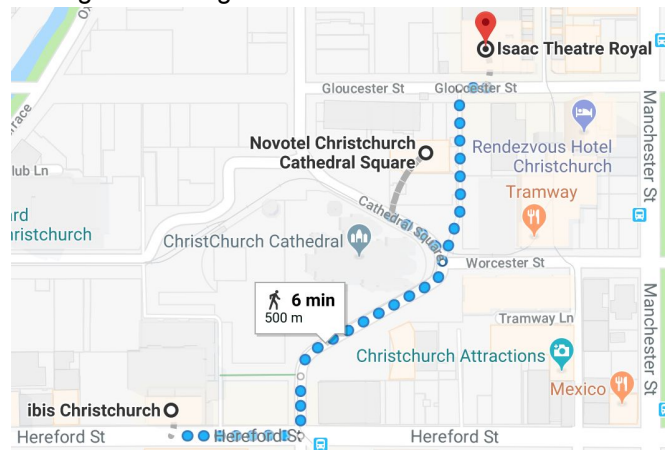 Isaac Theatre Royal
Gloucester St
Gloucester St
Manchester St
Novotel Christchurch
Cathedral Square
Rendezvous Hotel
Christchurch
lub Ln
Tramway
Cathedral Square
rd
hristchurch
ChristChurch Cathedral
Worcester St
6 min
500 m
Tramway Ln
Manchester St
Christchurch Attractions
Mexico
ibis Christchurch
Hereford St
Hereford St
Hereford St